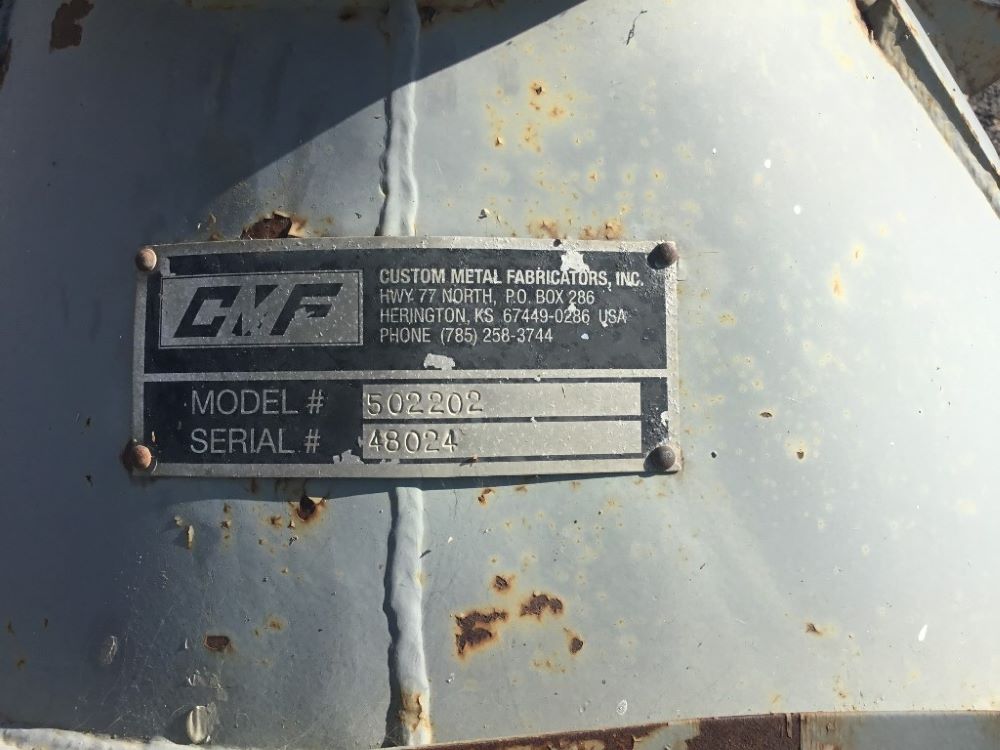 CMF
CUSTOM METAL FABRICATORS, INC.
HWY 77 NORTH, P.O. BOX 286
HERINGTON, KS 67449-0286 USA
PHONE (785) 258-3744
MODEL # 502202
SERIAL # 48024